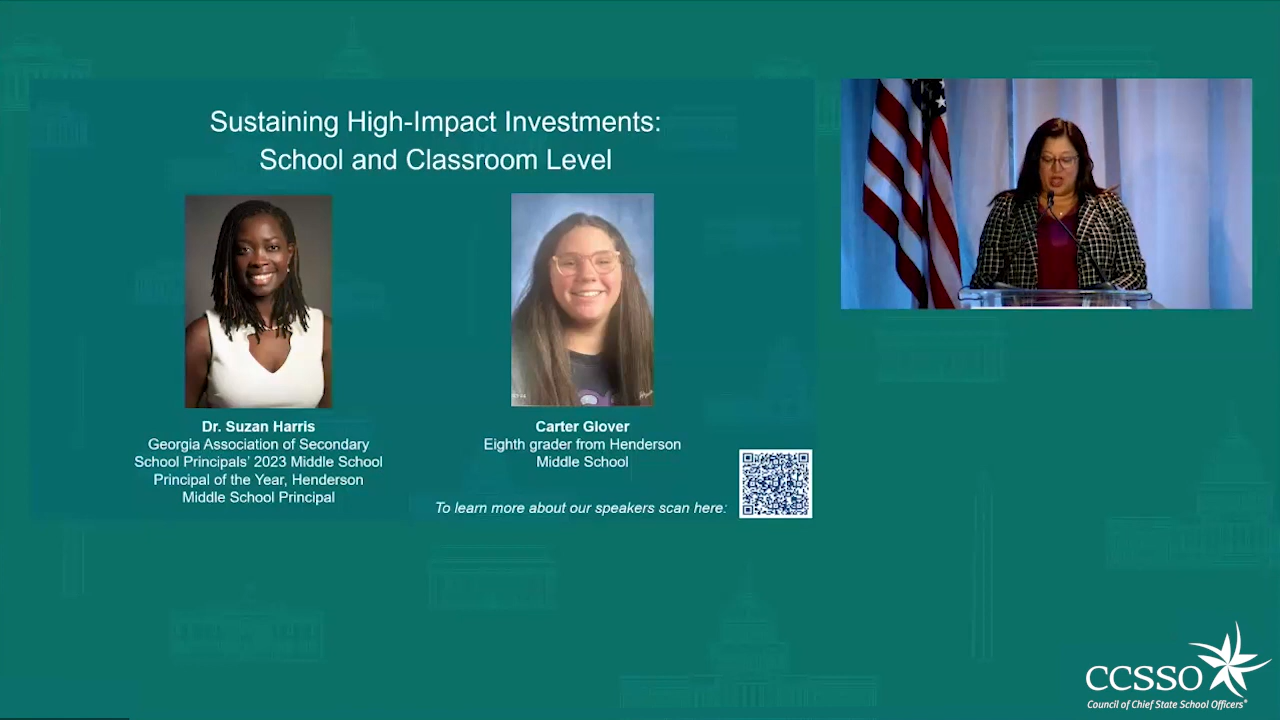 Sustaining High-Impact Investments:
School and Classroom Level
Dr. Suzan Harris
Georgia Association of Secondary
School Principals' 2023 Middle School
Principal of the Year, Henderson
Middle School Principal
Carter Glover
Eighth grader from Henderson
Middle School
To learn more about our speakers scan here:
CCSSO
Council of Chief State School Officers®